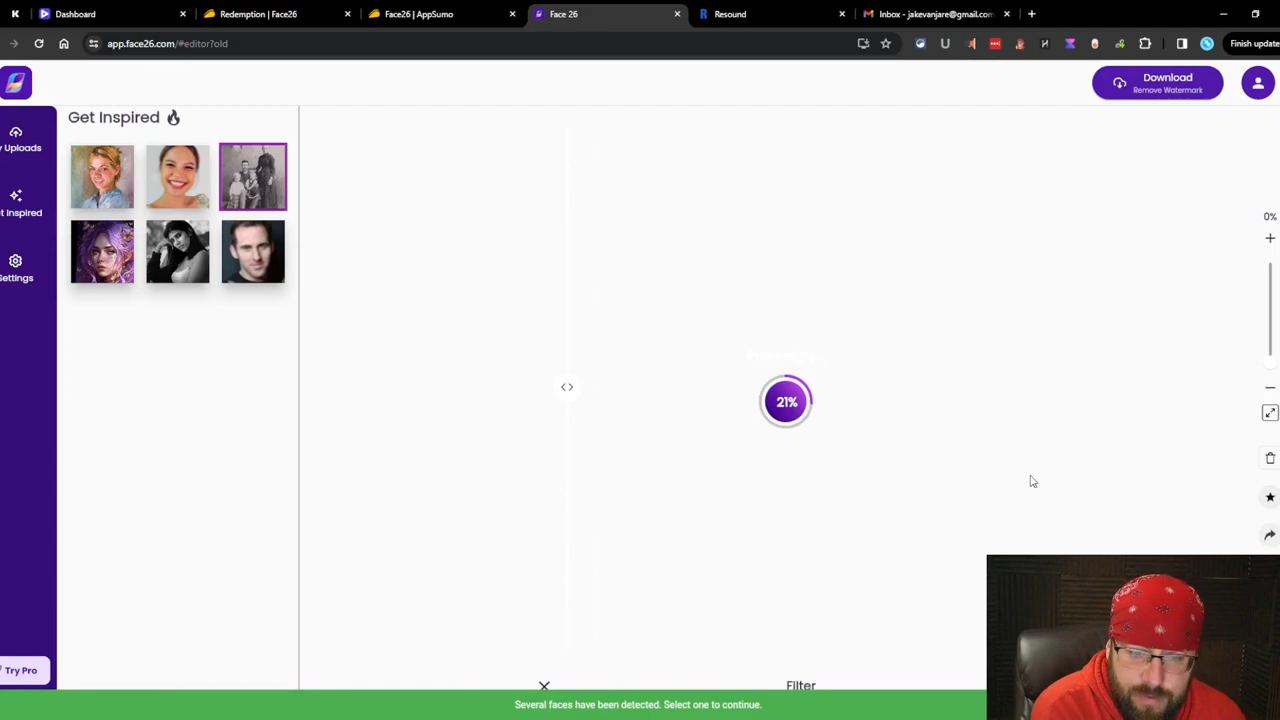 Dashboard
Redemption | Face26
Face26 | AppSumo
Face 26
Resound
Inbox - jakevanjare@gmail.com
app.face26.com/#editor?old
Finish update
Download
Remove Watermark
Get Inspired 🔥
y Uploads
t Inspired
Settings
0%
21%
Try Pro
Filter
Several faces have been detected. Select one to continue.